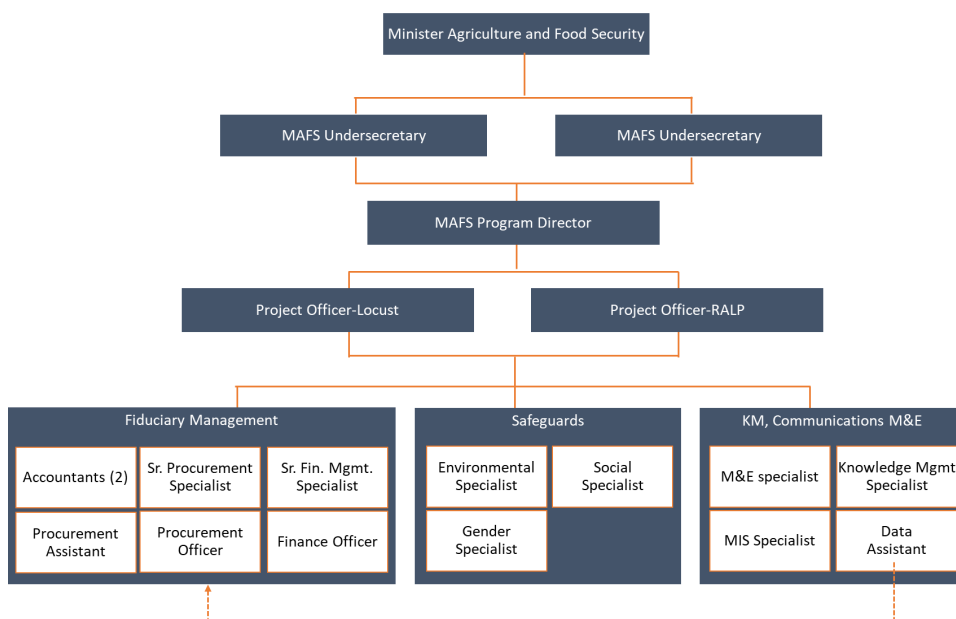 Minister Agriculture and Food Security
MAFS Undersecretary
MAFS Undersecretary
MAFS Program Director
Project Officer-Locust
Project Officer-RALP
Fiduciary Management
Accountants (2)
Sr. Procurement
Specialist
Sr. Fin. Mgmt.
Specialist
Procurement
Assistant
Procurement
Officer
Finance Officer
Safeguards
Environmental
Specialist
Social
Specialist
Gender
Specialist
KM, Communications M&E
M&E specialist
Knowledge Mgmt
Specialist
MIS Specialist
Data
Assistant